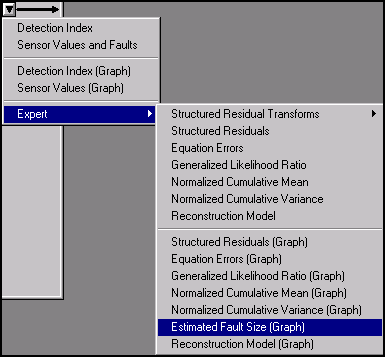 Detection Index
Sensor Values and Faults
Detection Index (Graph)
Sensor Values (Graph)
Expert
Structured Residual Transforms
Structured Residuals
Equation Errors
Generalized Likelihood Ratio
Normalized Cumulative Mean
Normalized Cumulative Variance
Reconstruction Model
Structured Residuals (Graph)
Equation Errors (Graph)
Generalized Likelihood Ratio (Graph)
Normalized Cumulative Mean (Graph)
Normalized Cumulative Variance (Graph)
Estimated Fault Size (Graph)
Reconstruction Model (Graph)